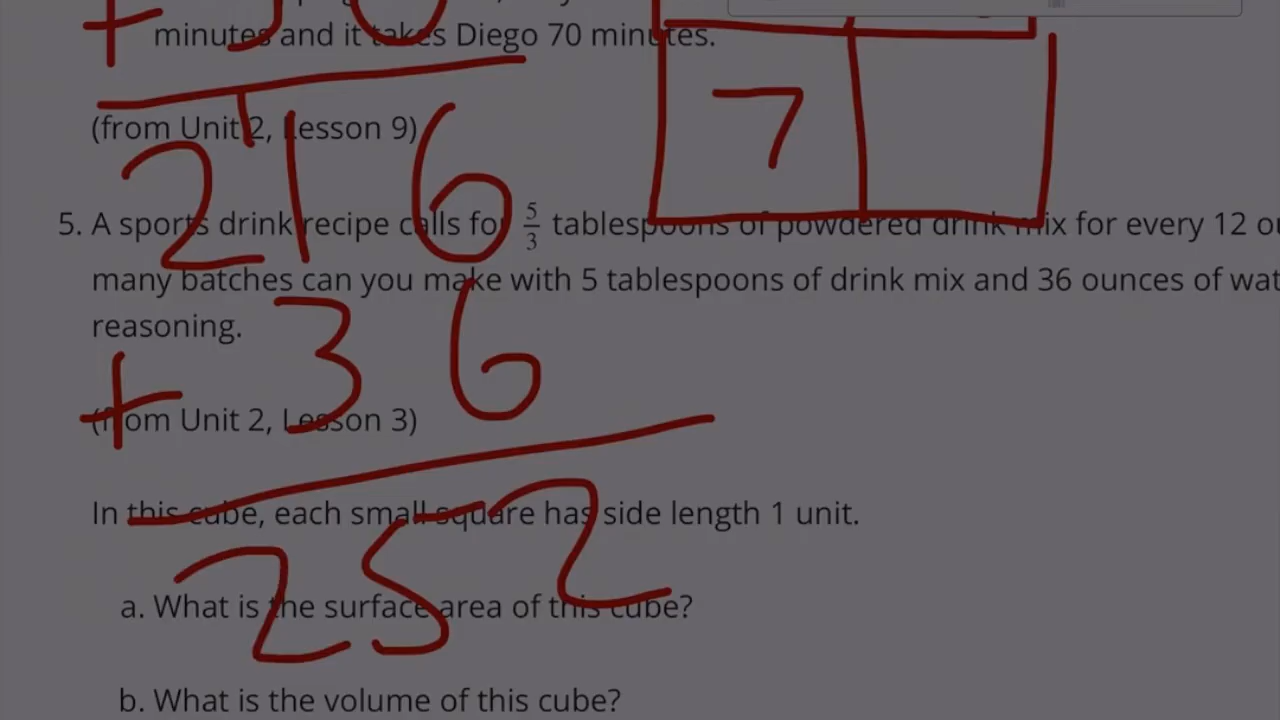 minutes and it takes Diego 70 minutes.
(from Unit 2, Lesson 9)
7
1
216
5. A sports drink recipe calls for 5/3 tablespoons of powdered drink mix for every 12
many batches can you make with 5 tablespoons of drink mix and 36 ounces of
reasoning.
+ 36
(from Unit 2, Lesson 3)
In this cube, each small square has side length 1 unit.
252
a. What is the surface area of this cube?
b. What is the volume of this cube?